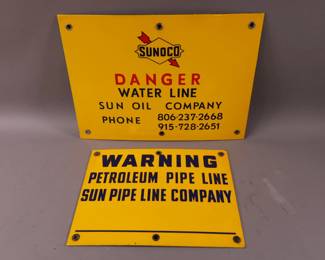 SUNOCO
DANGER
WATER LINE
SUN OIL COMPANY
PHONE 806-237-2668
915-728-2651
WARNING
PETROLEUM PIPE LINE
SUN PIPE LINE COMPANY